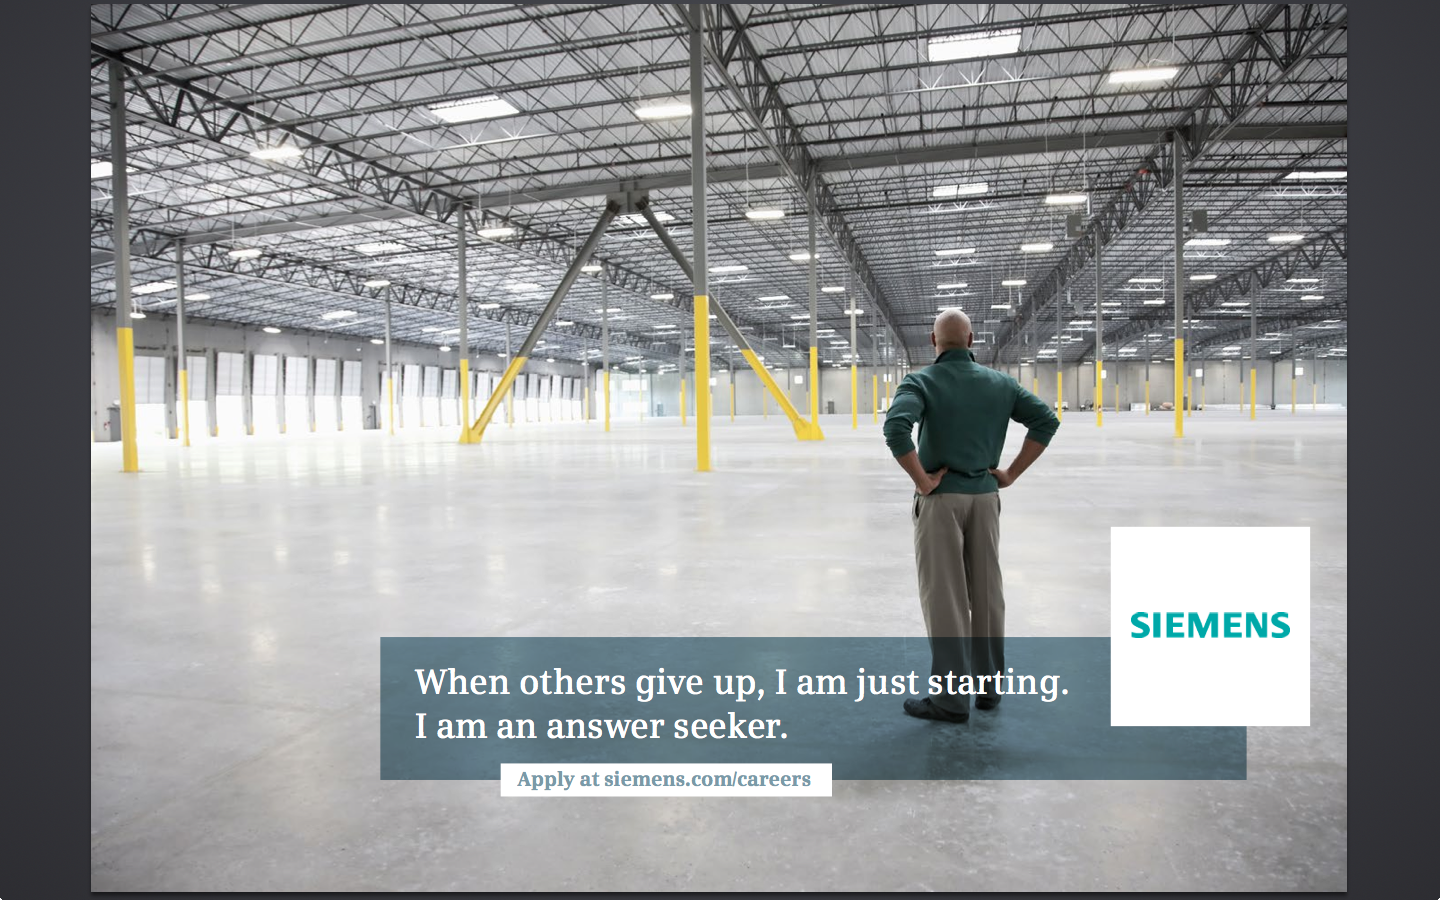 SIEMENS
When others give up, I am just starting.
I am an answer seeker.
Apply at siemens.com/careers